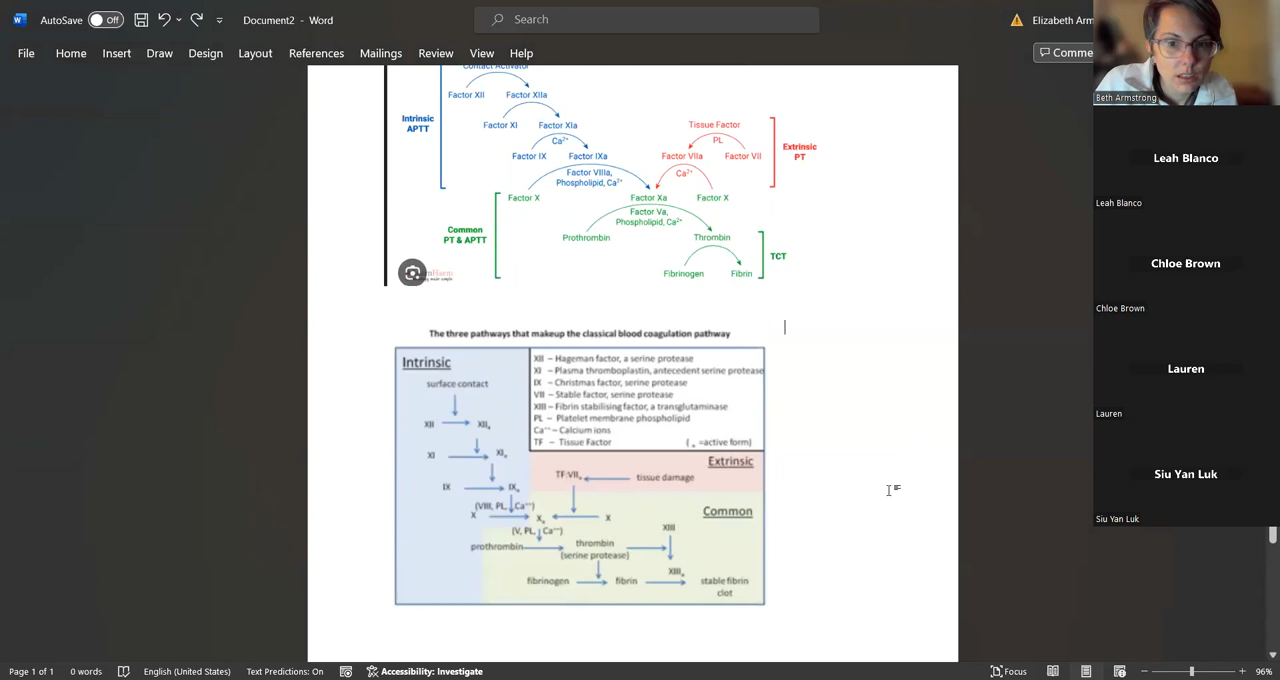 AutoSave Off Document2 - Word Search Elizabeth Arm
File Home Insert Draw Design Layout References Mailings Review View Help Comme
Contact Activator
Factor XII Factor XIIa
Intrinsic
APTT
Factor XI Factor XIa
Ca2+
Factor IX Factor IXa
Factor VIIIa,
Phospholipid, Ca2+
Tissue Factor
PL
Factor VIIa Factor VII
Ca2+
Extrinsic
PT
Factor X Factor Xa Factor X
Factor Va,
Phospholipid, Ca2+
Common
PT & APTT
Prothrombin Thrombin
TCT
Fibrinogen Fibrin
The three pathways that makeup the classical blood coagulation pathway
Intrinsic
surface contact
XII XIIa
XI XIa
IX IXa
(VIII, PL, Ca++)
X Xa X
(V, PL, Ca++)
XII – Hageman factor, a serine protease
XI – Plasma thromboplastin, antecedent serine protease
IX – Christmas factor, serine protease
VII – Stable factor, serine protease
XIII – Fibrin stabilising factor, a transglutaminase
PL – Platelet membrane phospholipid
Ca++ – Calcium ions
TF – Tissue Factor (a =active form)
Extrinsic
TF:VIIa tissue damage
Common
XIII
prothrombin thrombin
(serine protease)
XIIIa
fibrinogen fibrin stable fibrin
clot
Beth Armstrong
Leah Blanco
Leah Blanco
Chloe Brown
Chloe Brown
Lauren
Lauren
Siu Yan Luk
Siu Yan Luk
Page 1 of 1 0 words English (United States) Text Predictions: On Accessibility: Investigate Focus 96%